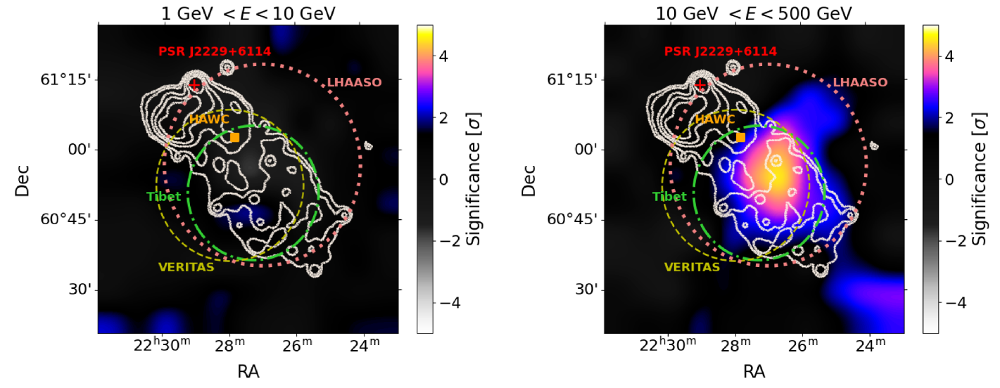 1 GeV < E < 10 GeV
PSR J2229+6114
LHAASO
HAWC
Tibet
VERITAS
61°15'
00'
60°45'
30'
Dec
22ʰ30ᵐ
28ᵐ
26ᵐ
24ᵐ
RA
4
2
0
−2
−4
Significance [σ]
10 GeV < E < 500 GeV
PSR J2229+6114
LHAASO
HAWC
Tibet
VERITAS
61°15'
00'
60°45'
30'
Dec
22ʰ30ᵐ
28ᵐ
26ᵐ
24ᵐ
RA
4
2
0
−2
−4
Significance [σ]